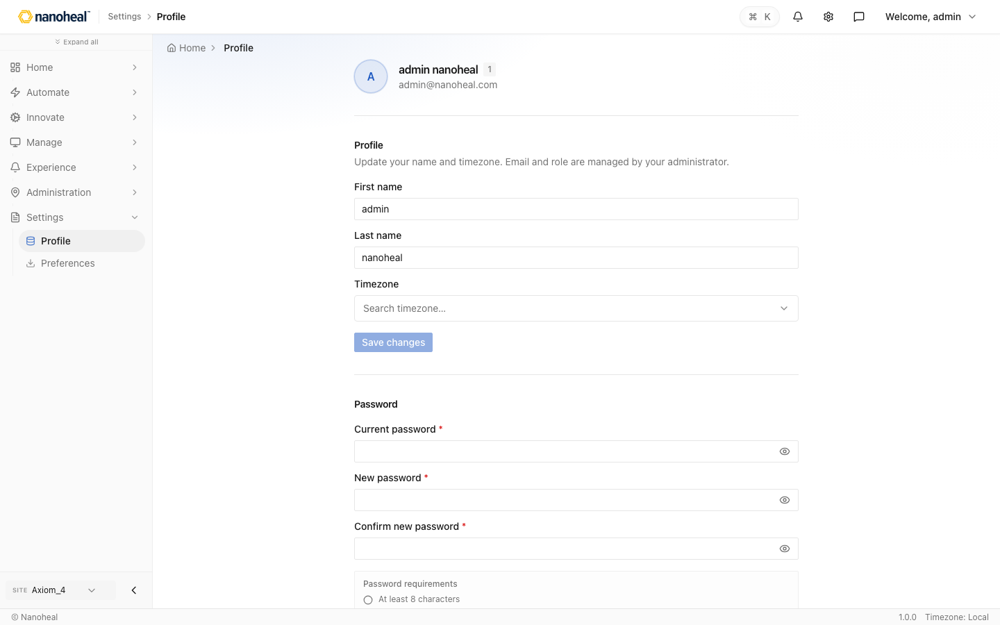 nanoheal™
Settings
Profile
⌘ K
Welcome, admin
Expand all
Home
Automate
Innovate
Manage
Experience
Administration
Settings
Profile
Preferences
SITE Axiom_4
Home
Profile
A
admin nanoheal 1
admin@nanoheal.com
Profile
Update your name and timezone. Email and role are managed by your administrator.
First name
admin
Last name
nanoheal
Timezone
Search timezone...
Save changes
Password
Current password *
New password *
Confirm new password *
Password requirements
At least 8 characters
© Nanoheal
1.0.0 Timezone: Local